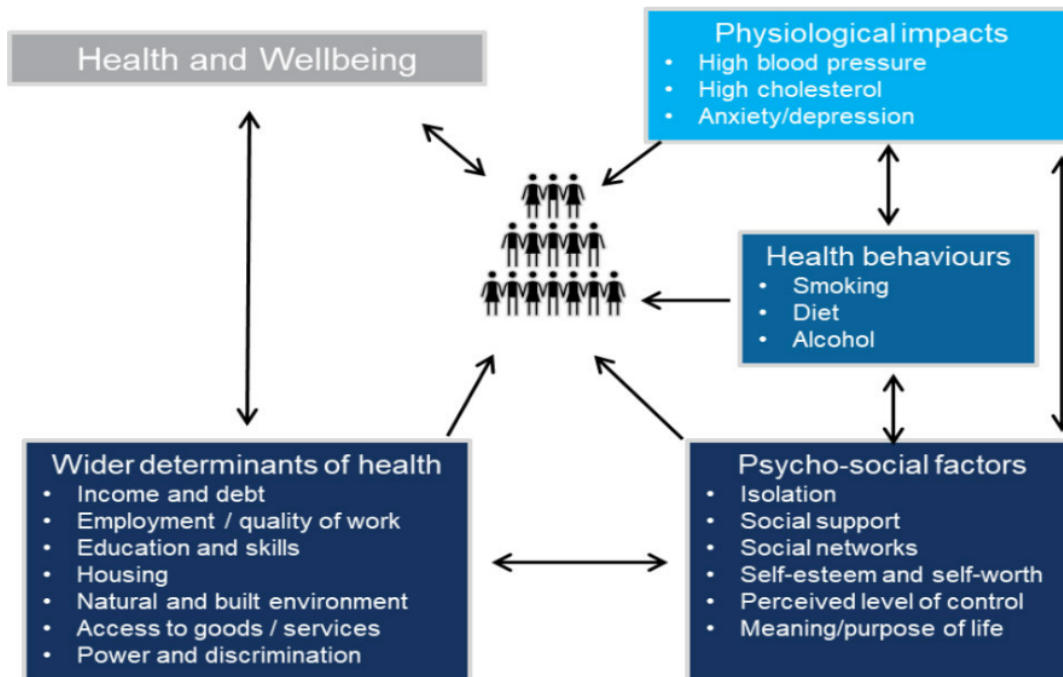 Health and Wellbeing
Physiological impacts
• High blood pressure
• High cholesterol
• Anxiety/depression
Health behaviours
• Smoking
• Diet
• Alcohol
Wider determinants of health
• Income and debt
• Employment / quality of work
• Education and skills
• Housing
• Natural and built environment
• Access to goods / services
• Power and discrimination
Psycho-social factors
• Isolation
• Social support
• Social networks
• Self-esteem and self-worth
• Perceived level of control
• Meaning/purpose of life